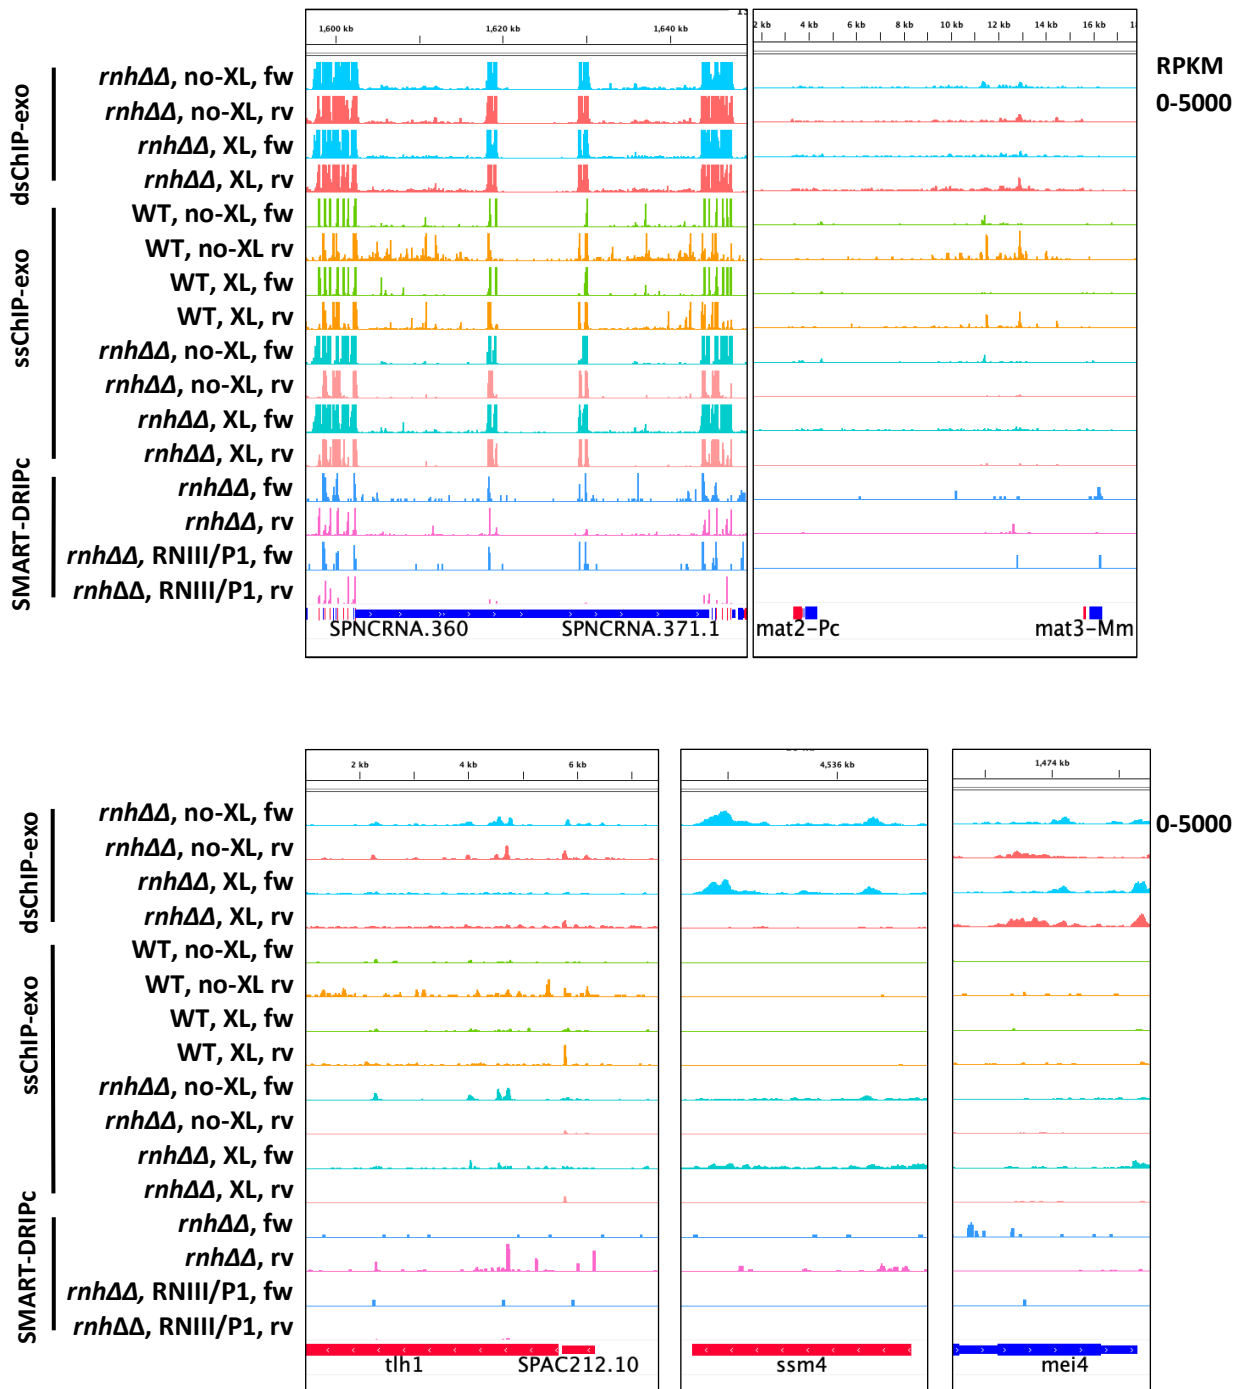 1,600 kb 1,620 kb 1,640 kb
2 kb 4 kb 6 kb 8 kb 10 kb 12 kb 14 kb 16 kb 18
dsChIP-exo
rnhΔΔ, no-XL, fw
rnhΔΔ, no-XL, rv
rnhΔΔ, XL, fw
rnhΔΔ, XL, rv
RPKM
0-5000
ssChIP-exo
WT, no-XL, fw
WT, no-XL rv
WT, XL, fw
WT, XL, rv
rnhΔΔ, no-XL, fw
rnhΔΔ, no-XL, rv
rnhΔΔ, XL, fw
rnhΔΔ, XL, rv
SMART-DRIPc
rnhΔΔ, fw
rnhΔΔ, rv
rnhΔΔ, RNIII/P1, fw
rnhΔΔ, RNIII/P1, rv
SPNCRNA.360 SPNCRNA.371.1 mat2-Pc mat3-Mm
2 kb 4 kb 6 kb
4,536 kb
1,474 kb
dsChIP-exo
rnhΔΔ, no-XL, fw
rnhΔΔ, no-XL, rv
rnhΔΔ, XL, fw
rnhΔΔ, XL, rv
0-5000
ssChIP-exo
WT, no-XL, fw
WT, no-XL rv
WT, XL, fw
WT, XL, rv
rnhΔΔ, no-XL, fw
rnhΔΔ, no-XL, rv
rnhΔΔ, XL, fw
rnhΔΔ, XL, rv
SMART-DRIPc
rnhΔΔ, fw
rnhΔΔ, rv
rnhΔΔ, RNIII/P1, fw
rnhΔΔ, RNIII/P1, rv
tlh1 SPAC212.10 ssm4 mei4